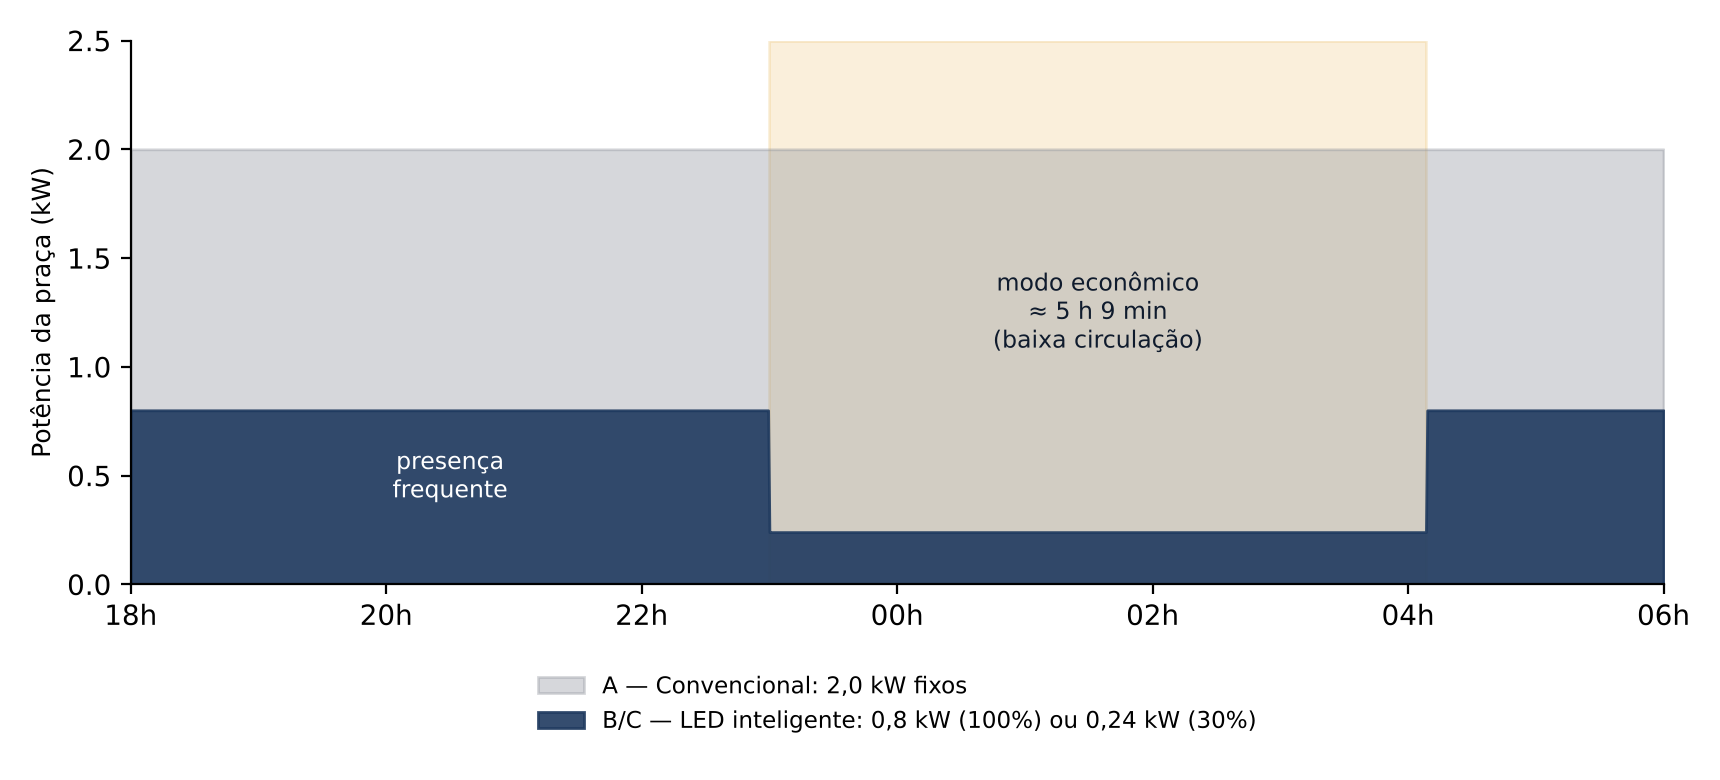 Potência da praça (kW)
2.5
2.0
1.5
1.0
0.5
0.0
modo econômico
≈ 5 h 9 min
(baixa circulação)
presença
frequente
18h 20h 22h 00h 02h 04h 06h
A — Convencional: 2,0 kW fixos
B/C — LED inteligente: 0,8 kW (100%) ou 0,24 kW (30%)